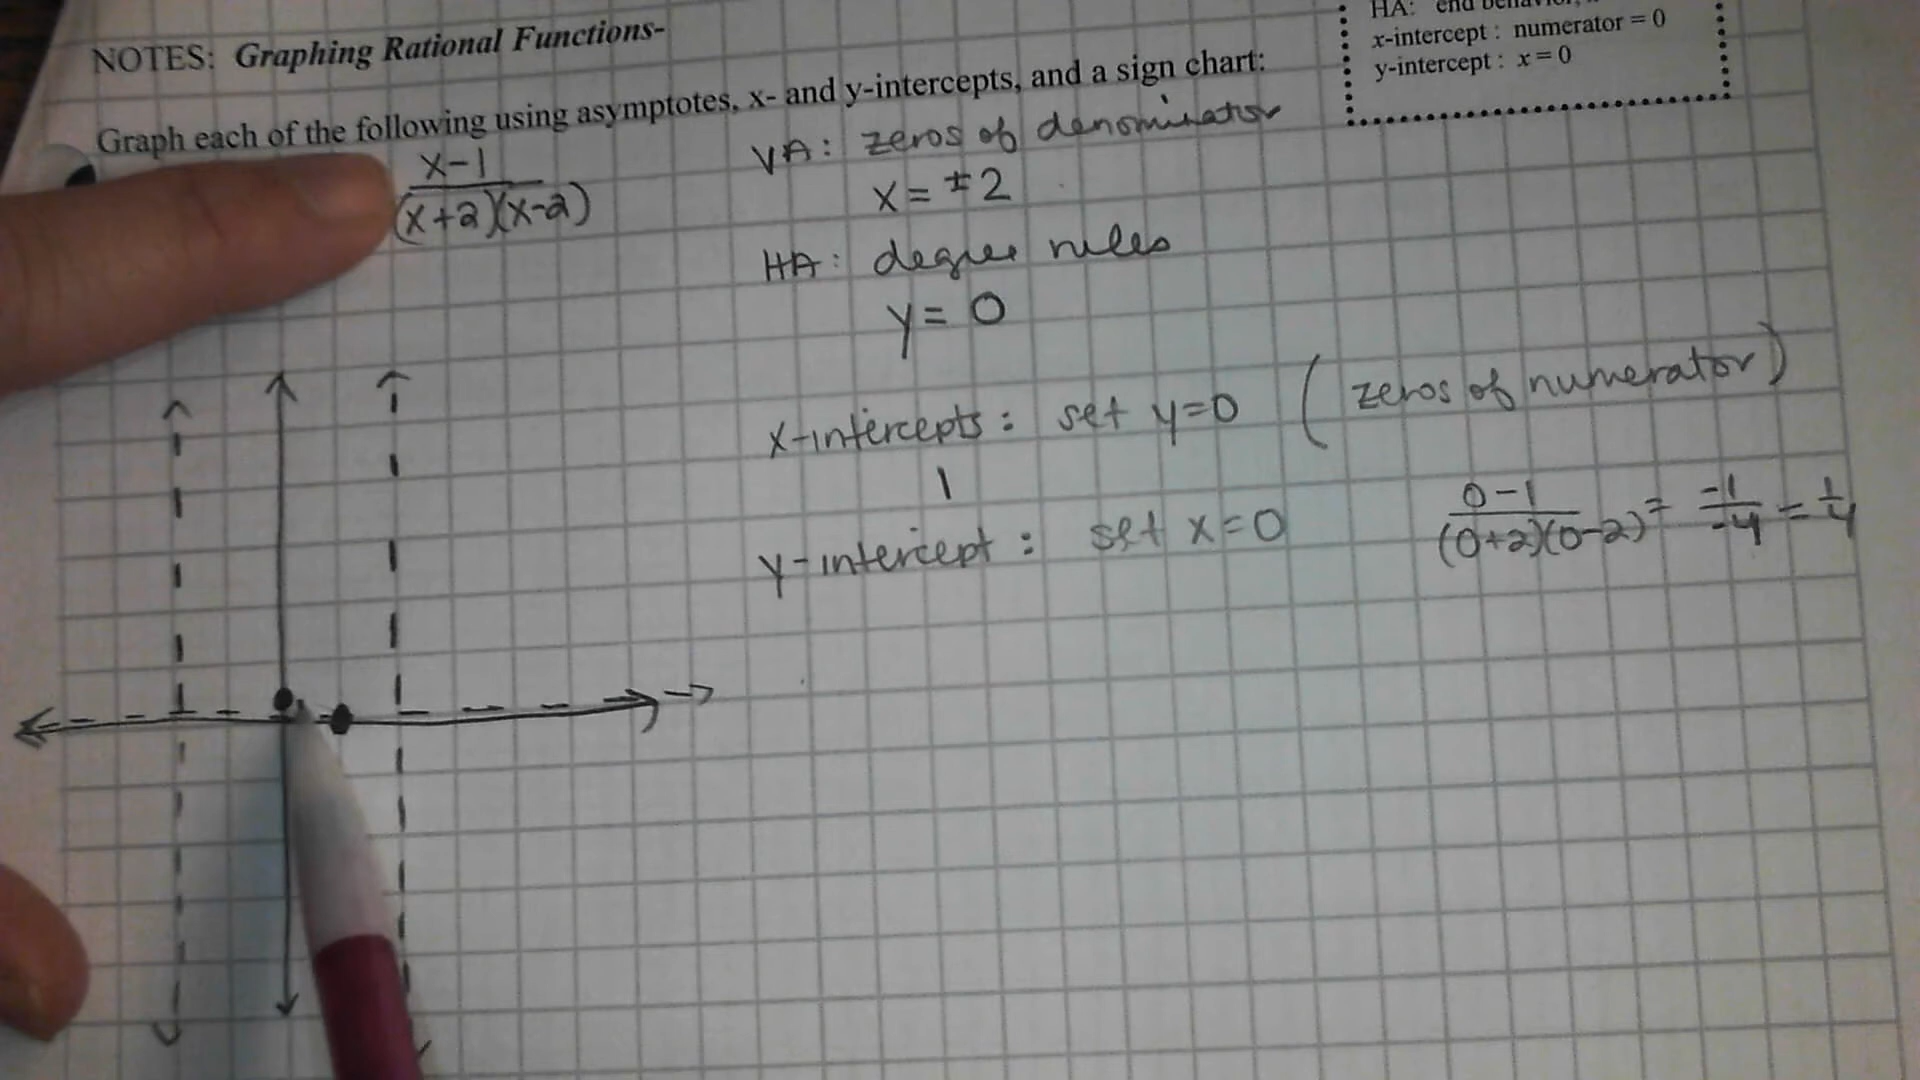 NOTES: Graphing Rational Functions-
HA: end behavior,
x-intercept : numerator = 0
y-intercept : x = 0
Graph each of the following using asymptotes, x- and y-intercepts, and a sign chart:
x-1
(x+2)(x-2)
VA: zeros of denominator
x = ±2
HA: degree rules
y = 0
x-intercepts: set y=0 (zeros of numerator)
1
y-intercept: set x=0
0-1
(0+2)(0-2) = -1/-4 = 1/4